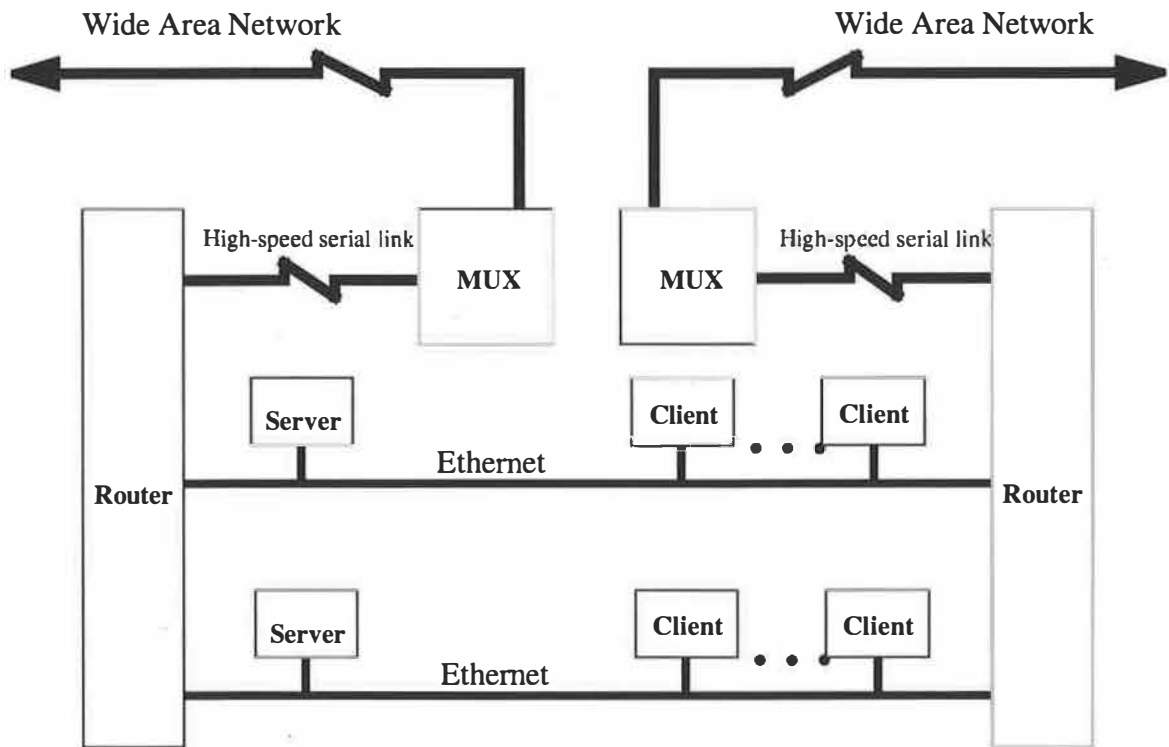 Wide Area Network
Wide Area Network
High-speed serial link
MUX
MUX
High-speed serial link
Server
Client
Client
Ethernet
Router
Router
Server
Client
Client
Ethernet